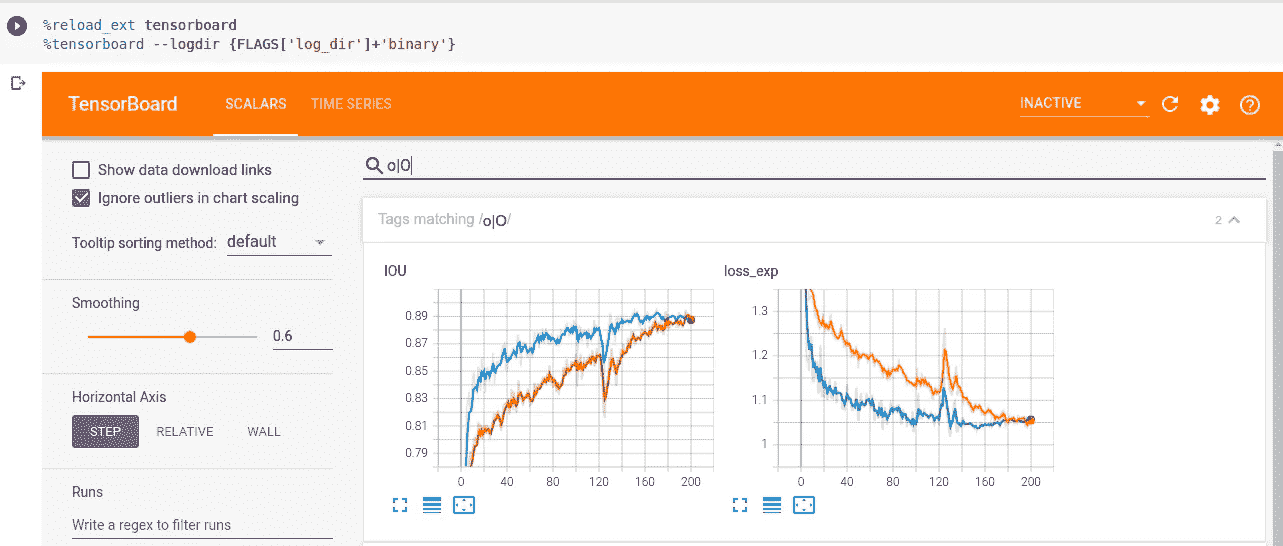 %reload_ext tensorboard
%tensorboard --logdir {FLAGS['log_dir']+'binary'}
TensorBoard
SCALARS
TIME SERIES
INACTIVE
Show data download links
Ignore outliers in chart scaling
Tooltip sorting method: default
Smoothing
0.6
Horizontal Axis
STEP
RELATIVE
WALL
Runs
Write a regex to filter runs
o|O
Tags matching /o|O/
2
IOU
0.89
0.87
0.85
0.83
0.81
0.79
0 40 80 120 160 200
loss_exp
1.3
1.2
1.1
1
0 40 80 120 160 200